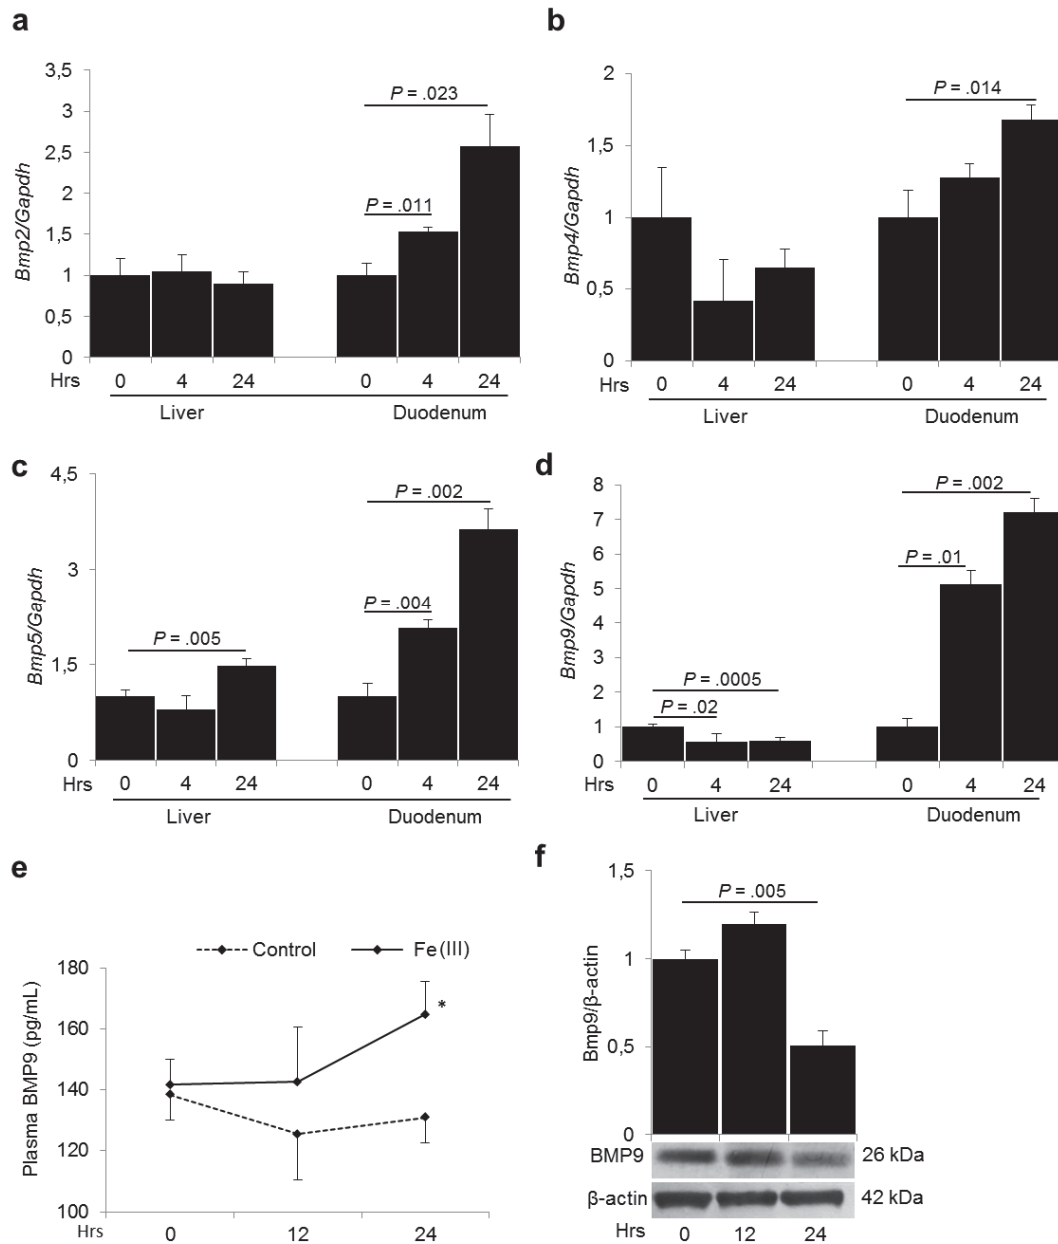 a
3,5
3
2,5
2
1,5
1
0,5
0
Bmp2/Gapdh
P = .023
P = .011
Hrs 0 4 24 0 4 24
Liver Duodenum
b
2
1,5
1
0,5
0
Bmp4/Gapdh
P = .014
Hrs 0 4 24 0 4 24
Liver Duodenum
c
4,5
3
1,5
0
Bmp5/Gapdh
P = .005
P = .002
P = .004
Hrs 0 4 24 0 4 24
Liver Duodenum
d
8
7
6
5
4
3
2
1
0
Bmp9/Gapdh
P = .002
P = .01
P = .0005
P = .02
Hrs 0 4 24 0 4 24
Liver Duodenum
e
Control Fe(III)
180
160
140
120
100
Plasma BMP9 (pg/mL)
*
Hrs 0 12 24
f
1,5
1
0,5
0
Bmp9/β-actin
P = .005
BMP9 26 kDa
β-actin 42 kDa
Hrs 0 12 24